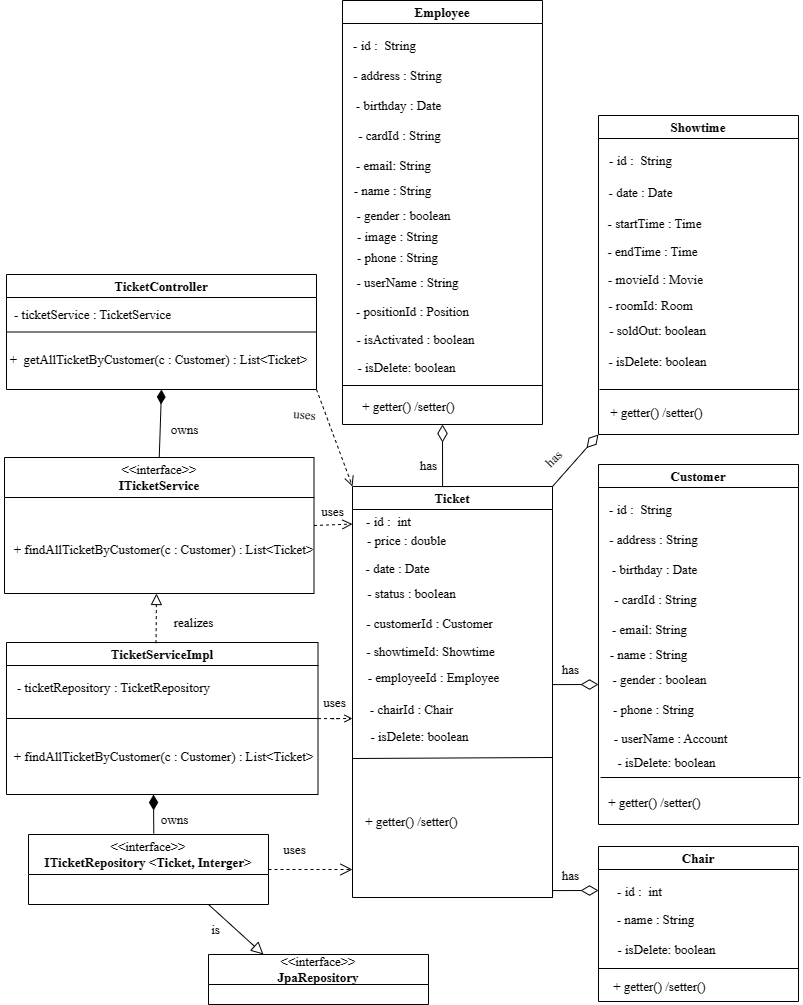 Employee
- id :  String
- address : String
- birthday : Date
- cardId : String
- email: String
- name : String
- gender : boolean
- image : String
- phone : String
- userName : String
- positionId : Position
- isActivated : boolean
- isDelete: boolean
+ getter() /setter()
has
Showtime
- id :  String
- date : Date
- startTime : Time
- endTime : Time
- movieId : Movie
- roomId: Room
- soldOut: boolean
- isDelete: boolean
+ getter() /setter()
has
TicketController
- ticketService : TicketService
+ getAllTicketByCustomer(c : Customer) : List<Ticket>
uses
owns
<<interface>>
ITicketService
+ findAllTicketByCustomer(c : Customer) : List<Ticket>
uses
realizes
TicketServiceImpl
- ticketRepository : TicketRepository
+ findAllTicketByCustomer(c : Customer) : List<Ticket>
uses
owns
<<interface>>
ITicketRepository <Ticket, Interger>
uses
is
<<interface>>
JpaRepository
Ticket
- id :  int
- price : double
- date : Date
- status : boolean
- customerId : Customer
- showtimeId: Showtime
- employeeId : Employee
- chairId : Chair
- isDelete: boolean
+ getter() /setter()
has
Customer
- id :  String
- address : String
- birthday : Date
- cardId : String
- email: String
- name : String
- gender : boolean
- phone : String
- userName : Account
- isDelete: boolean
+ getter() /setter()
has
Chair
- id :  int
- name : String
- isDelete: boolean
+ getter() /setter()